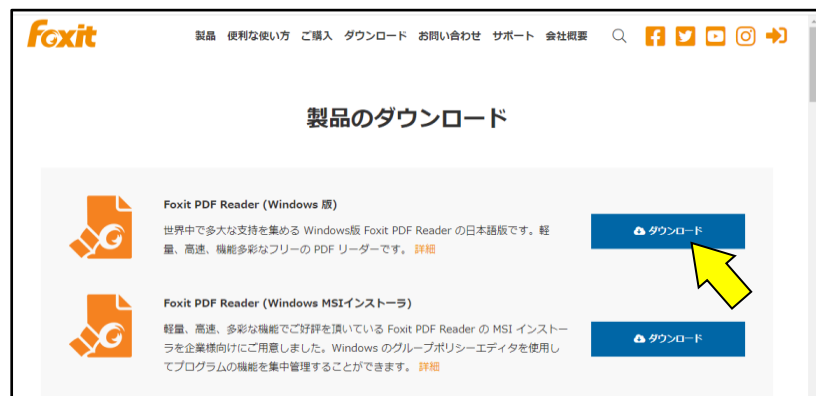 Foxit
製品 便利な使い方 ご購入 ダウンロード お問い合わせ サポート 会社概要
製品のダウンロード
Foxit PDF Reader (Windows 版)
世界中で多大な支持を集める Windows版 Foxit PDF Reader の日本語版です。軽
量、高速、機能多彩なフリーの PDF リーダーです。 詳細
ダウンロード
Foxit PDF Reader (Windows MSIインストーラ)
軽量、高速、多彩な機能でご好評を頂いている Foxit PDF Reader の MSI インストー
ラを企業様向けにご用意しました。Windows のグループポリシーエディタを使用し
てプログラムの機能を集中管理することができます。 詳細
ダウンロード